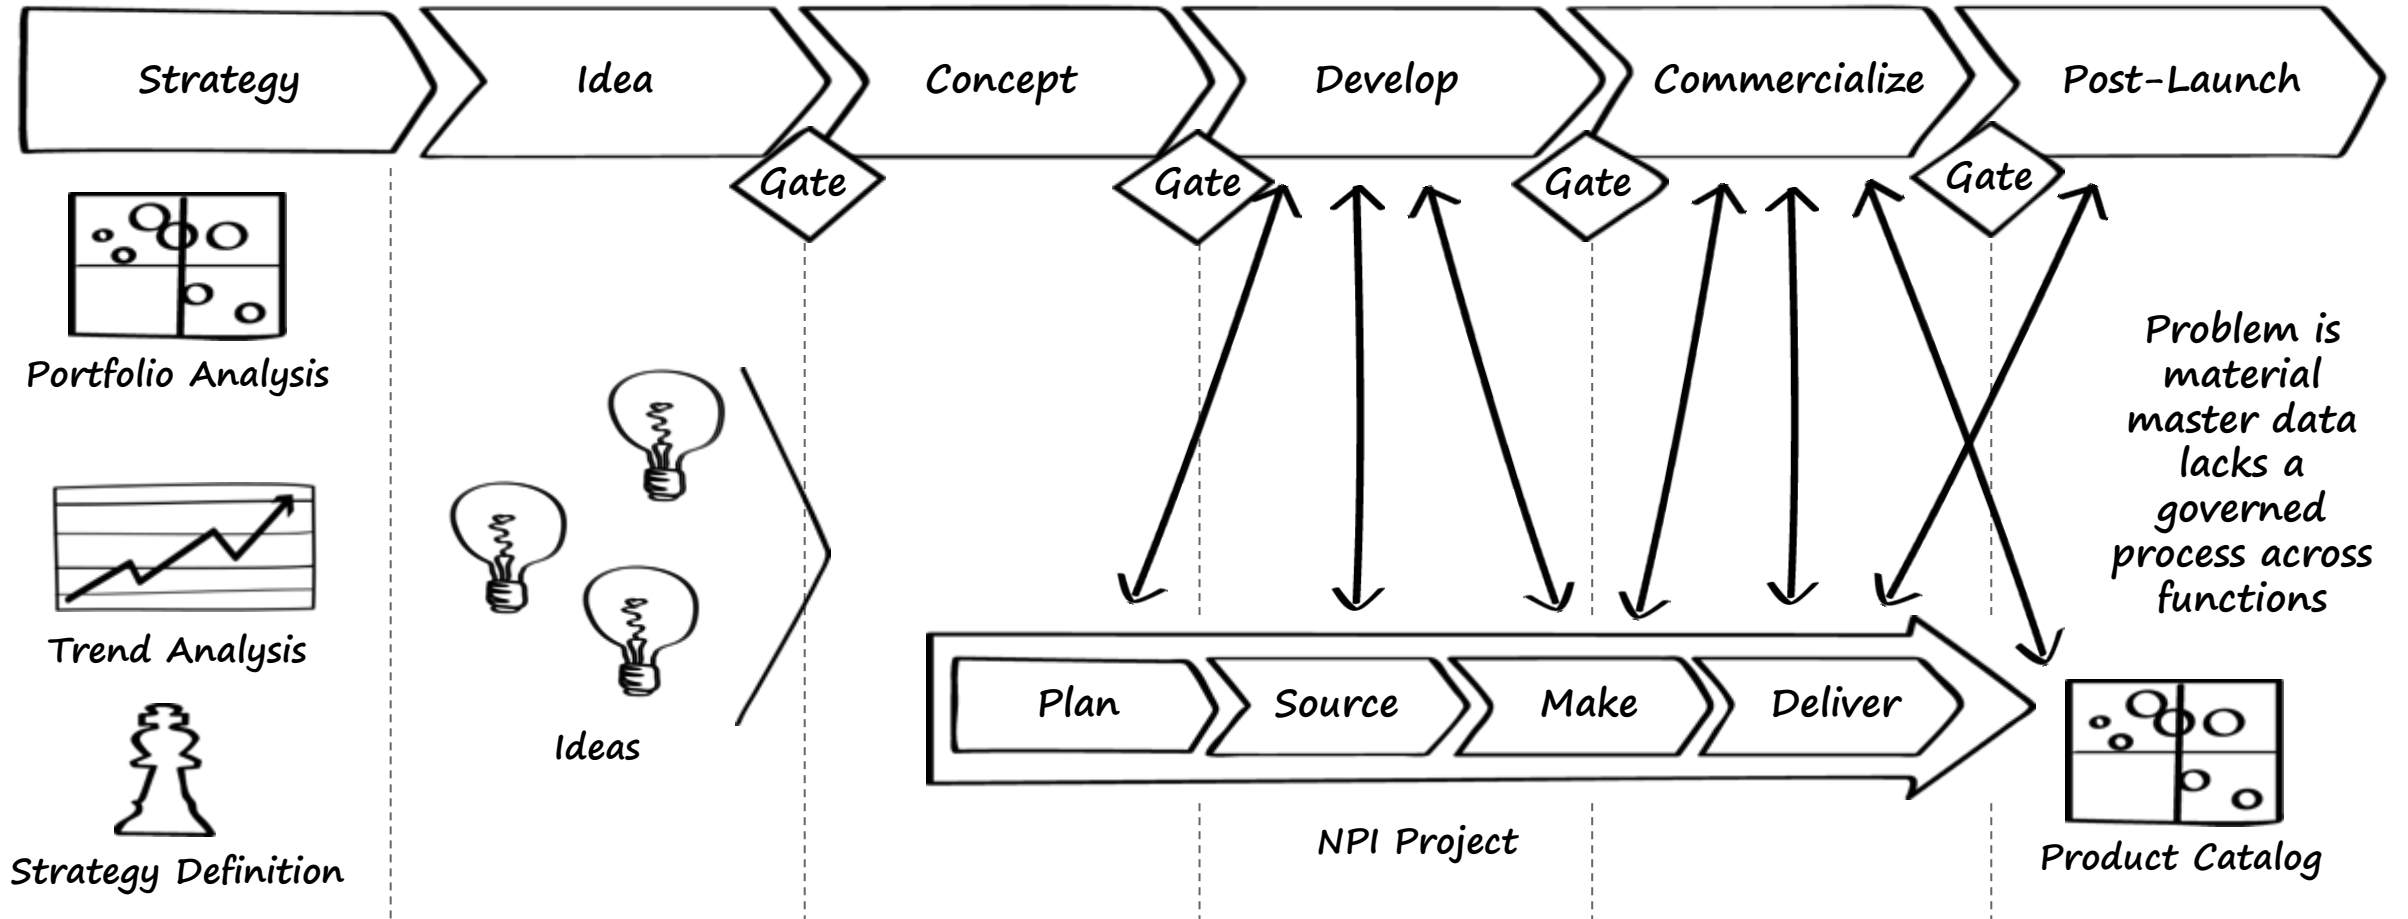 Strategy
Idea
Concept
Develop
Commercialize
Post-Launch
Gate
Gate
Gate
Gate
Portfolio Analysis
Trend Analysis
Strategy Definition
Ideas
Plan
Source
Make
Deliver
NPI Project
Problem is
material
master data
lacks a
governed
process across
functions
Product Catalog